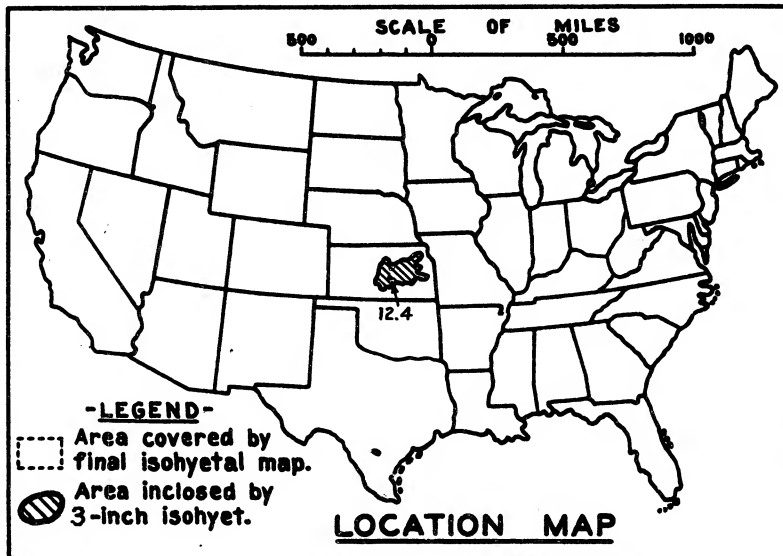 SCALE OF MILES
500 0 500 1000
12.4
-LEGEND-
Area covered by
final isohyetal map.
Area inclosed by
3-inch isohyet.
LOCATION MAP